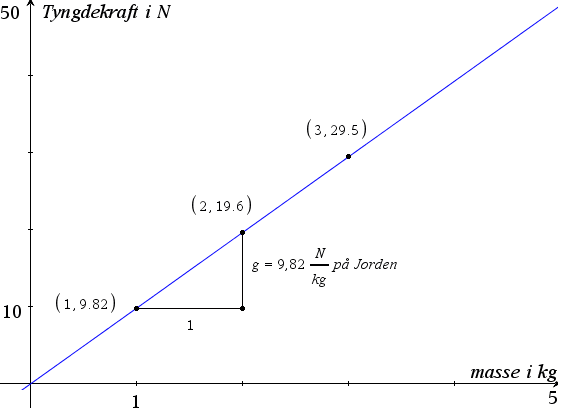 50 Tyngdekraft i N
(3,29.5)
(2,19.6)
g = 9,82 N/kg på Jorden
(1,9.82)
10
1
masse i kg
1
5